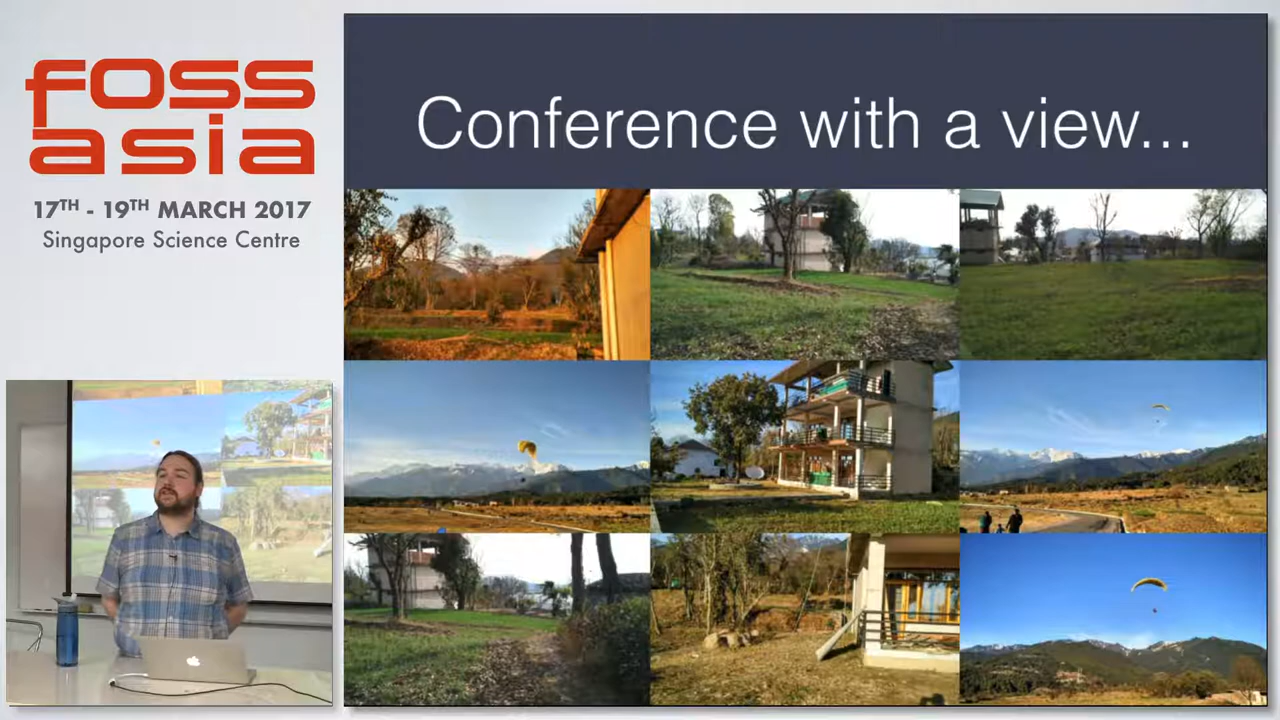 foss
asia
17TH - 19TH MARCH 2017
Singapore Science Centre
Conference with a view...